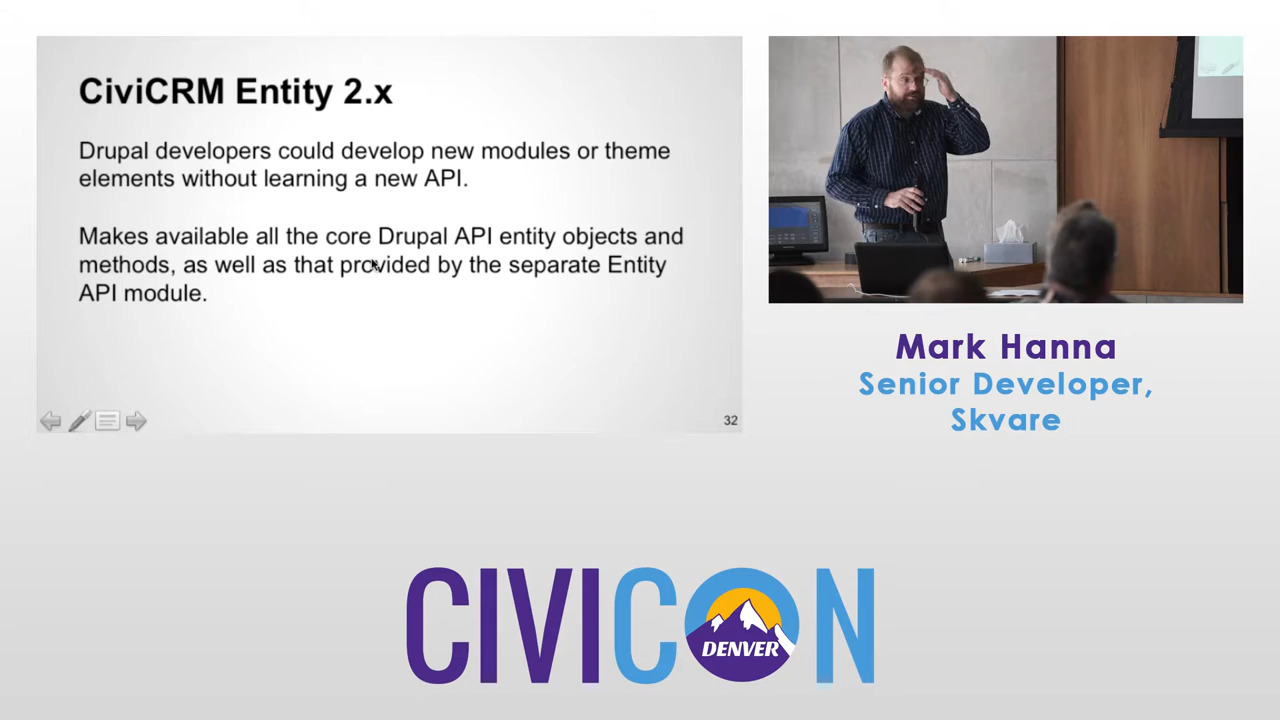 CiviCRM Entity 2.x
Drupal developers could develop new modules or theme
elements without learning a new API.
Makes available all the core Drupal API entity objects and
methods, as well as that provided by the separate Entity
API module.
32
Mark Hanna
Senior Developer,
Skvare
CIVICON
DENVER